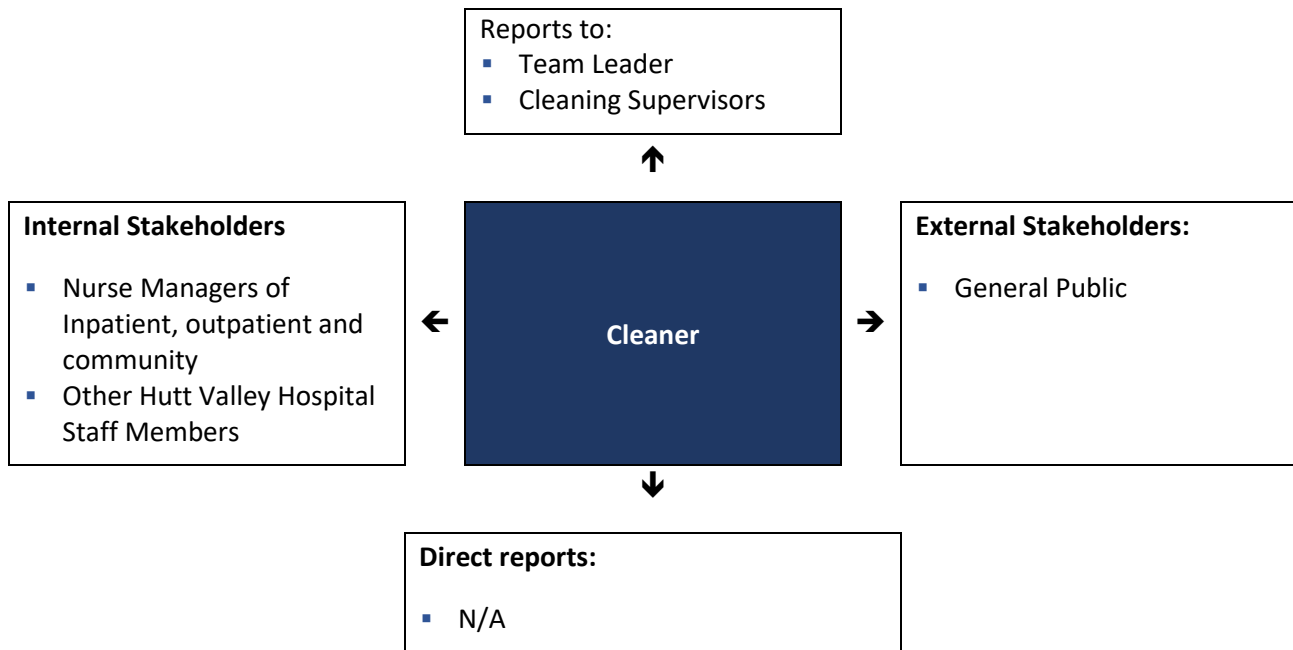 Reports to:
▪ Team Leader
▪ Cleaning Supervisors
Internal Stakeholders
▪ Nurse Managers of
Inpatient, outpatient and
community
▪ Other Hutt Valley Hospital
Staff Members
Cleaner
External Stakeholders:
▪ General Public
Direct reports:
▪ N/A